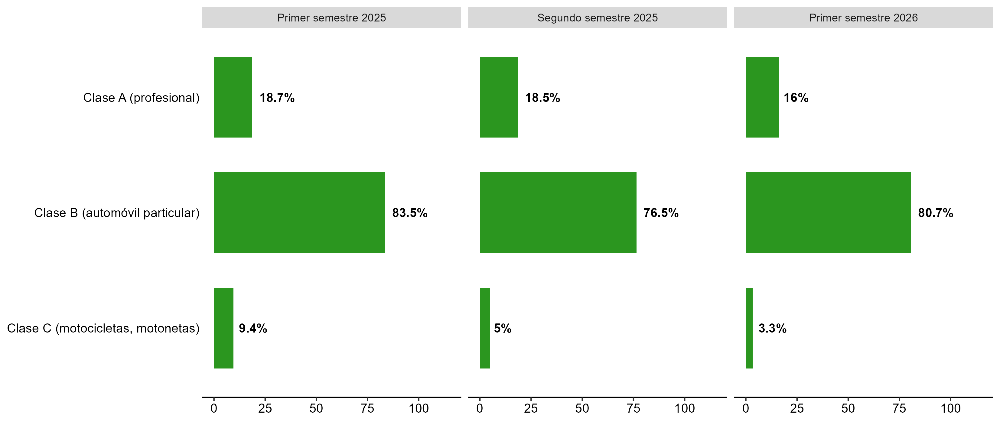 Primer semestre 2025
Segundo semestre 2025
Primer semestre 2026
Clase A (profesional)
18.7%
18.5%
16%
Clase B (automóvil particular)
83.5%
76.5%
80.7%
Clase C (motocicletas, motonetas)
9.4%
5%
3.3%
0 25 50 75 100
0 25 50 75 100
0 25 50 75 100